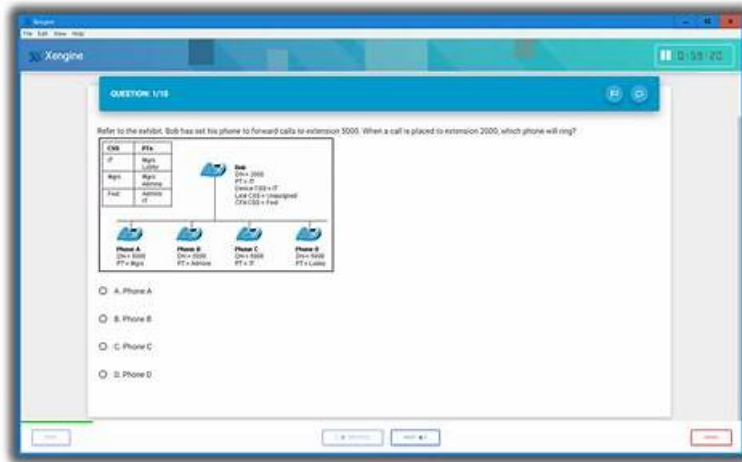 Xengine
File Edit View Help
Xengine
QUESTION: 1/10
Refer to the exhibit. Bob has set his phone to forward calls to extension 5000. When a call is placed to extension 2000, which phone will ring?
CSS PTs
IT Mgrs
Lobby
Mgrs Mgrs
Admins
Fwd Admins
IT
Bob
DN = 2000
PT = IT
Device CSS = IT
Line CSS = Unassigned
CFA CSS = Fwd
Phone A
DN = 5000
PT = Mgrs
Phone B
DN = 5000
PT = Admins
Phone C
DN = 5000
PT = IT
Phone D
DN = 5000
PT = Lobby
A. Phone A
B. Phone B
C. Phone C
D. Phone D